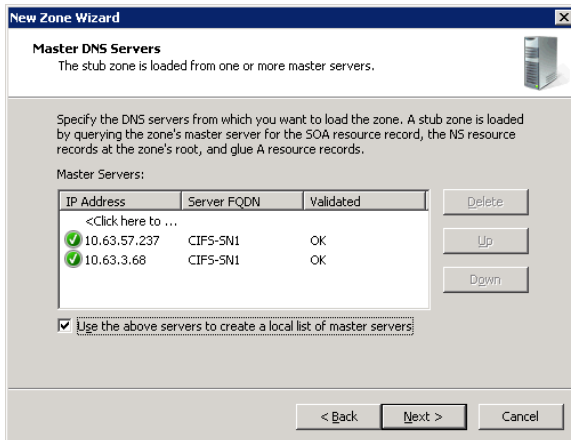 New Zone Wizard
Master DNS Servers
The stub zone is loaded from one or more master servers.
Specify the DNS servers from which you want to load the zone. A stub zone is loaded
by querying the zone's master server for the SOA resource record, the NS resource
records at the zone's root, and glue A resource records.
Master Servers:
IP Address Server FQDN Validated
<Click here to ...
10.63.57.237 CIFS-SN1 OK
10.63.3.68 CIFS-SN1 OK
Delete
Up
Down
Use the above servers to create a local list of master servers
< Back Next > Cancel